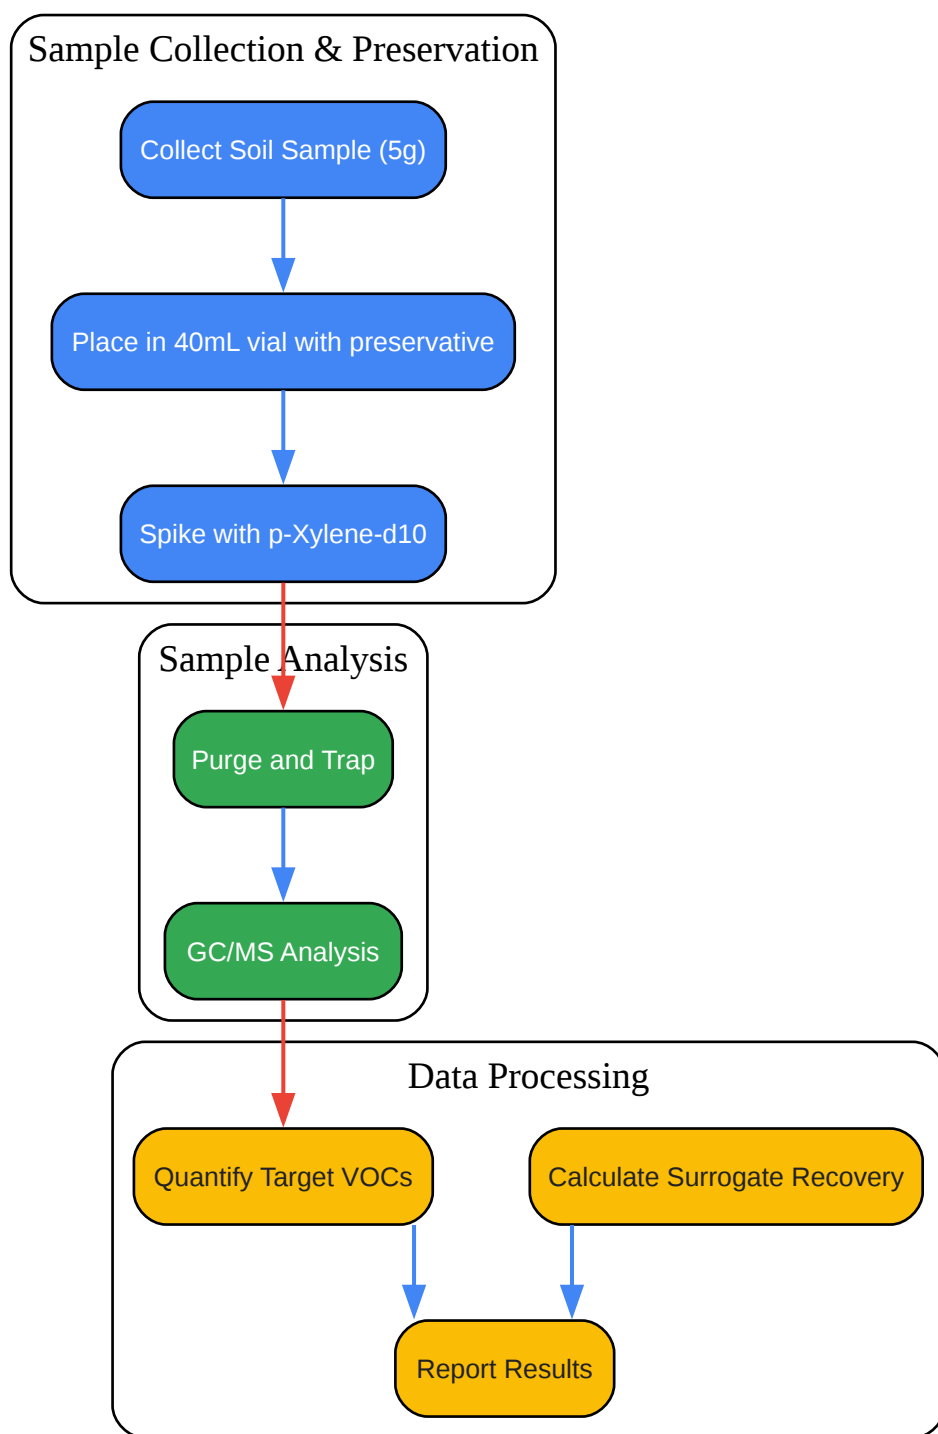 Sample Collection & Preservation
Collect Soil Sample (5g)
Place in 40mL vial with preservative
Spike with p-Xylene-d10
Sample Analysis
Purge and Trap
GC/MS Analysis
Data Processing
Quantify Target VOCs
Calculate Surrogate Recovery
Report Results